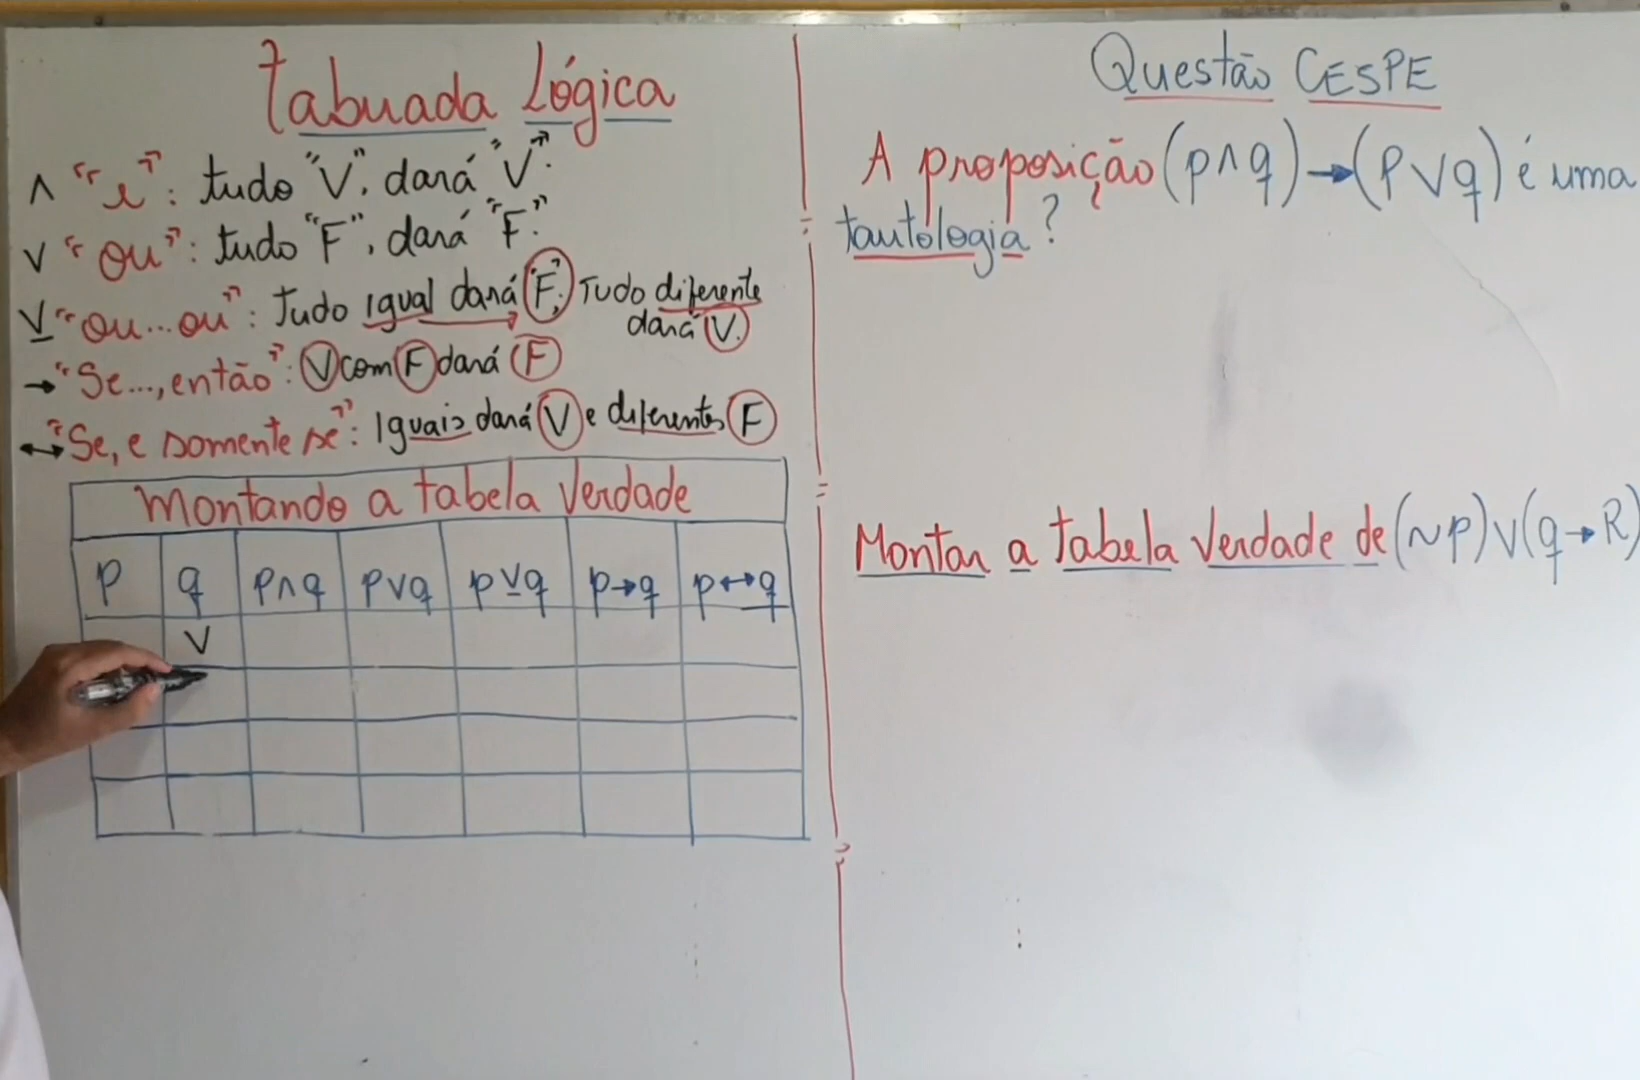 Tabuada Lógica
∧ "e": tudo "V", dará "V".
∨ "ou": tudo "F", dará "F".
⊻ "ou...ou": Tudo igual dará "F", Tudo diferente
dará V.
→ "Se..., então": V com F dará F
↔ "Se, e somente se": Iguais dará V e diferentes F
Montando a tabela Verdade
p q p∧q p∨q p⊻q p→q p↔q
V
Questão CESPE
A proposição (p∧q)→(p∨q) é uma
tautologia?
Montar a tabela Verdade de (~p)∨(q→R)